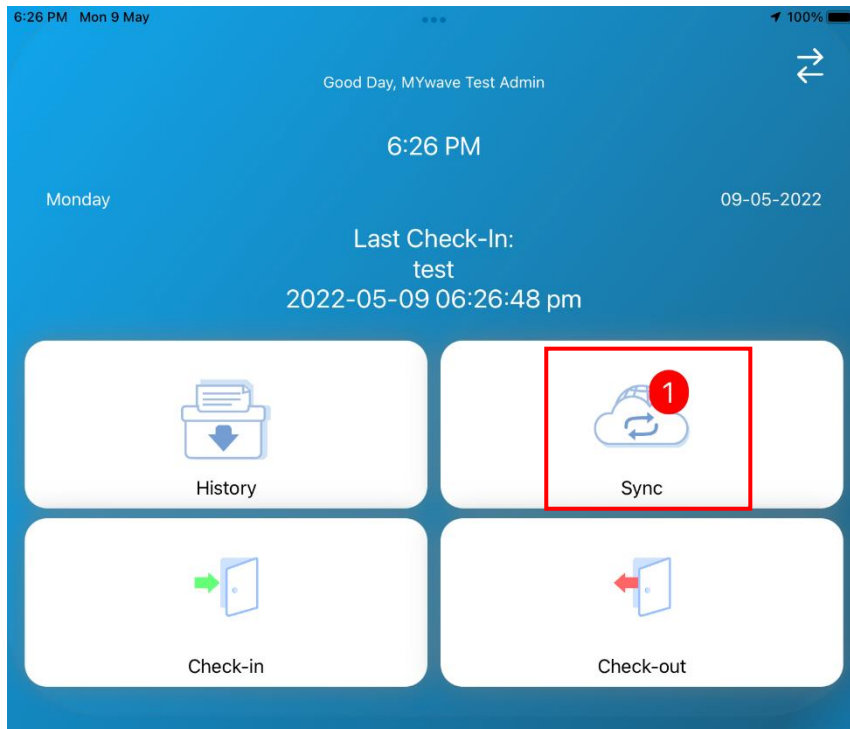 6:26 PM Mon 9 May
100%
Good Day, MYwave Test Admin
6:26 PM
Monday
09-05-2022
Last Check-In:
test
2022-05-09 06:26:48 pm
1
History
Sync
Check-in
Check-out